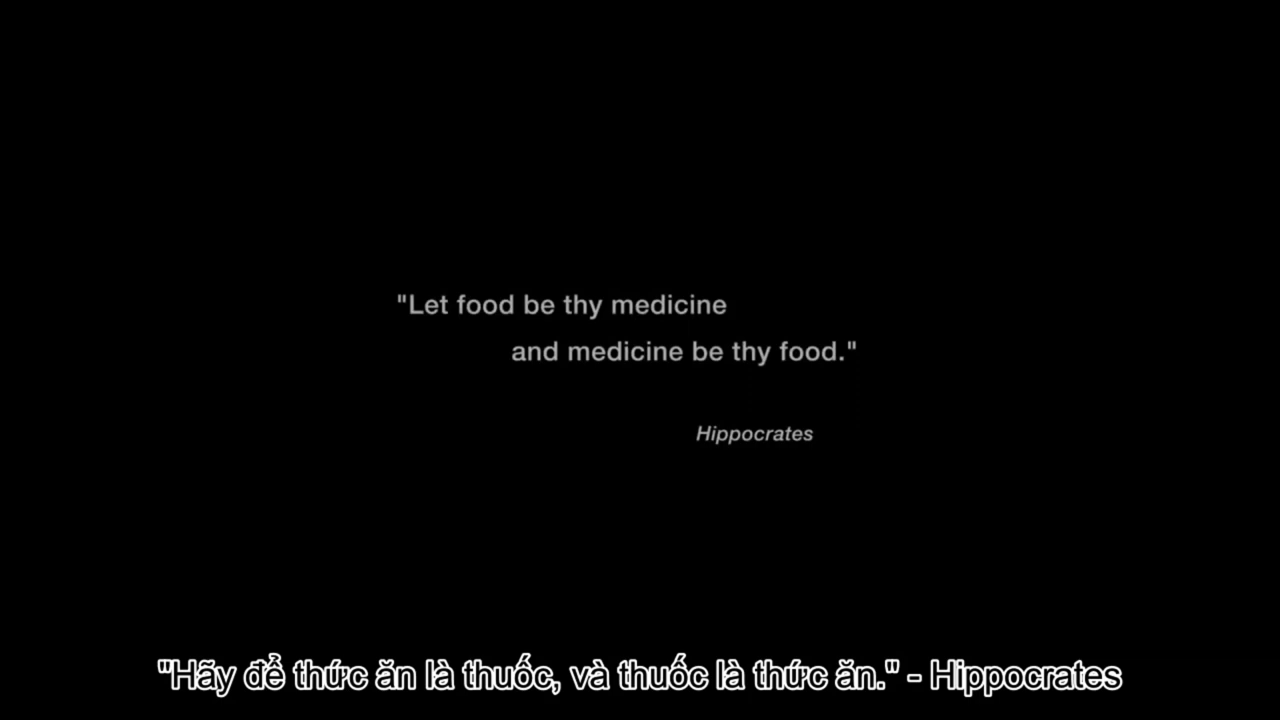 "Let food be thy medicine
and medicine be thy food."
Hippocrates
"Hãy để thức ăn là thuốc, và thuốc là thức ăn." - Hippocrates